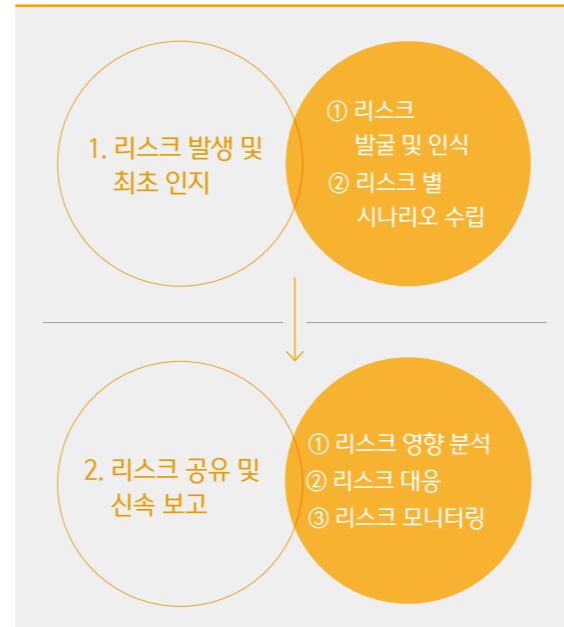 1. 리스크 발생 및
최초 인지
① 리스크
발굴 및 인식
② 리스크 별
시나리오 수립
2. 리스크 공유 및
신속 보고
① 리스크 영향 분석
② 리스크 대응
③ 리스크 모니터링